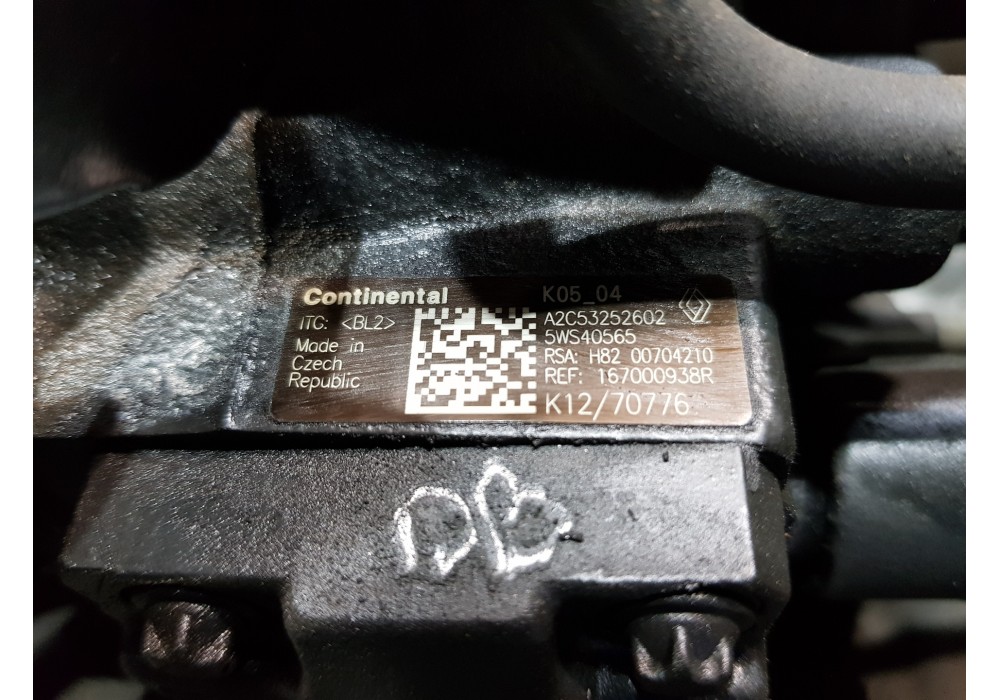 Continental
K05_04
ITC: <BL2>
A2C53252602
5WS40565
Made in
Czech
Republic
RSA: H82 00704210
REF: 167000938R
K12/70776